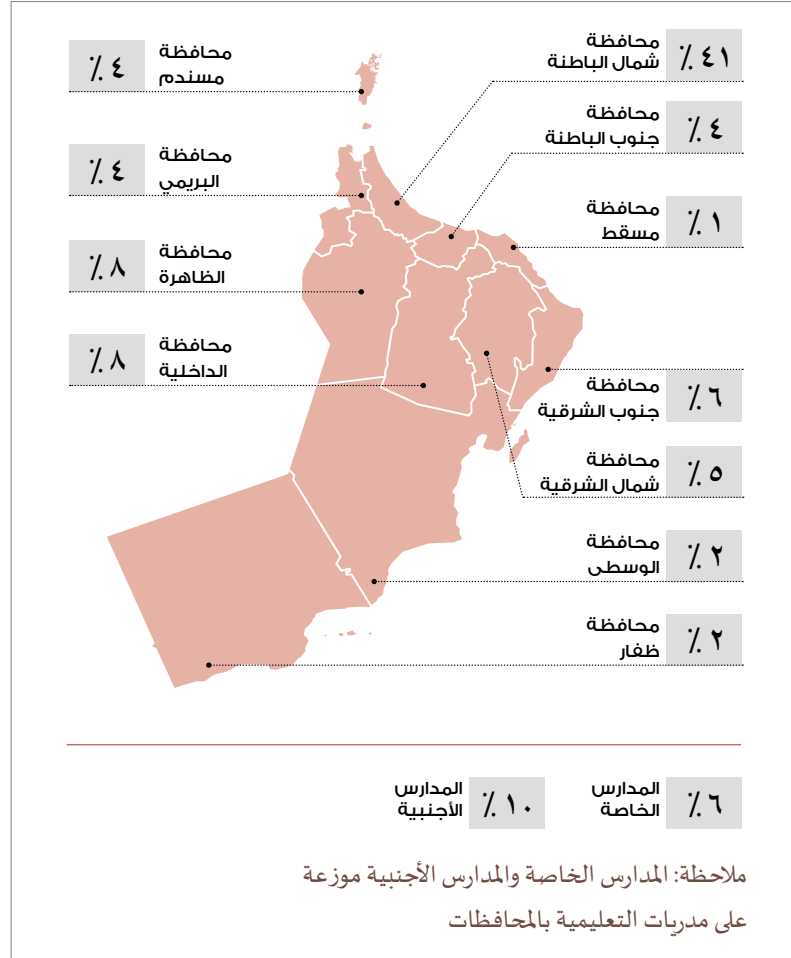 محافظة
شمال الباطنة
٤١ ٪
محافظة
جنوب الباطنة
٤ ٪
محافظة
مسقط
١ ٪
محافظة
جنوب الشرقية
٦ ٪
محافظة
شمال الشرقية
٥ ٪
محافظة
الوسطى
٢ ٪
محافظة
ظفار
٢ ٪
محافظة
مسندم
٤ ٪
محافظة
البريمي
٤ ٪
محافظة
الظاهرة
٨ ٪
محافظة
الداخلية
٨ ٪
المدارس
الخاصة
٦ ٪
المدارس
الأجنبية
١٠ ٪
ملاحظة: المدارس الخاصة والمدارس الأجنبية موزعة
على مدريات التعليمية بالمحافظات